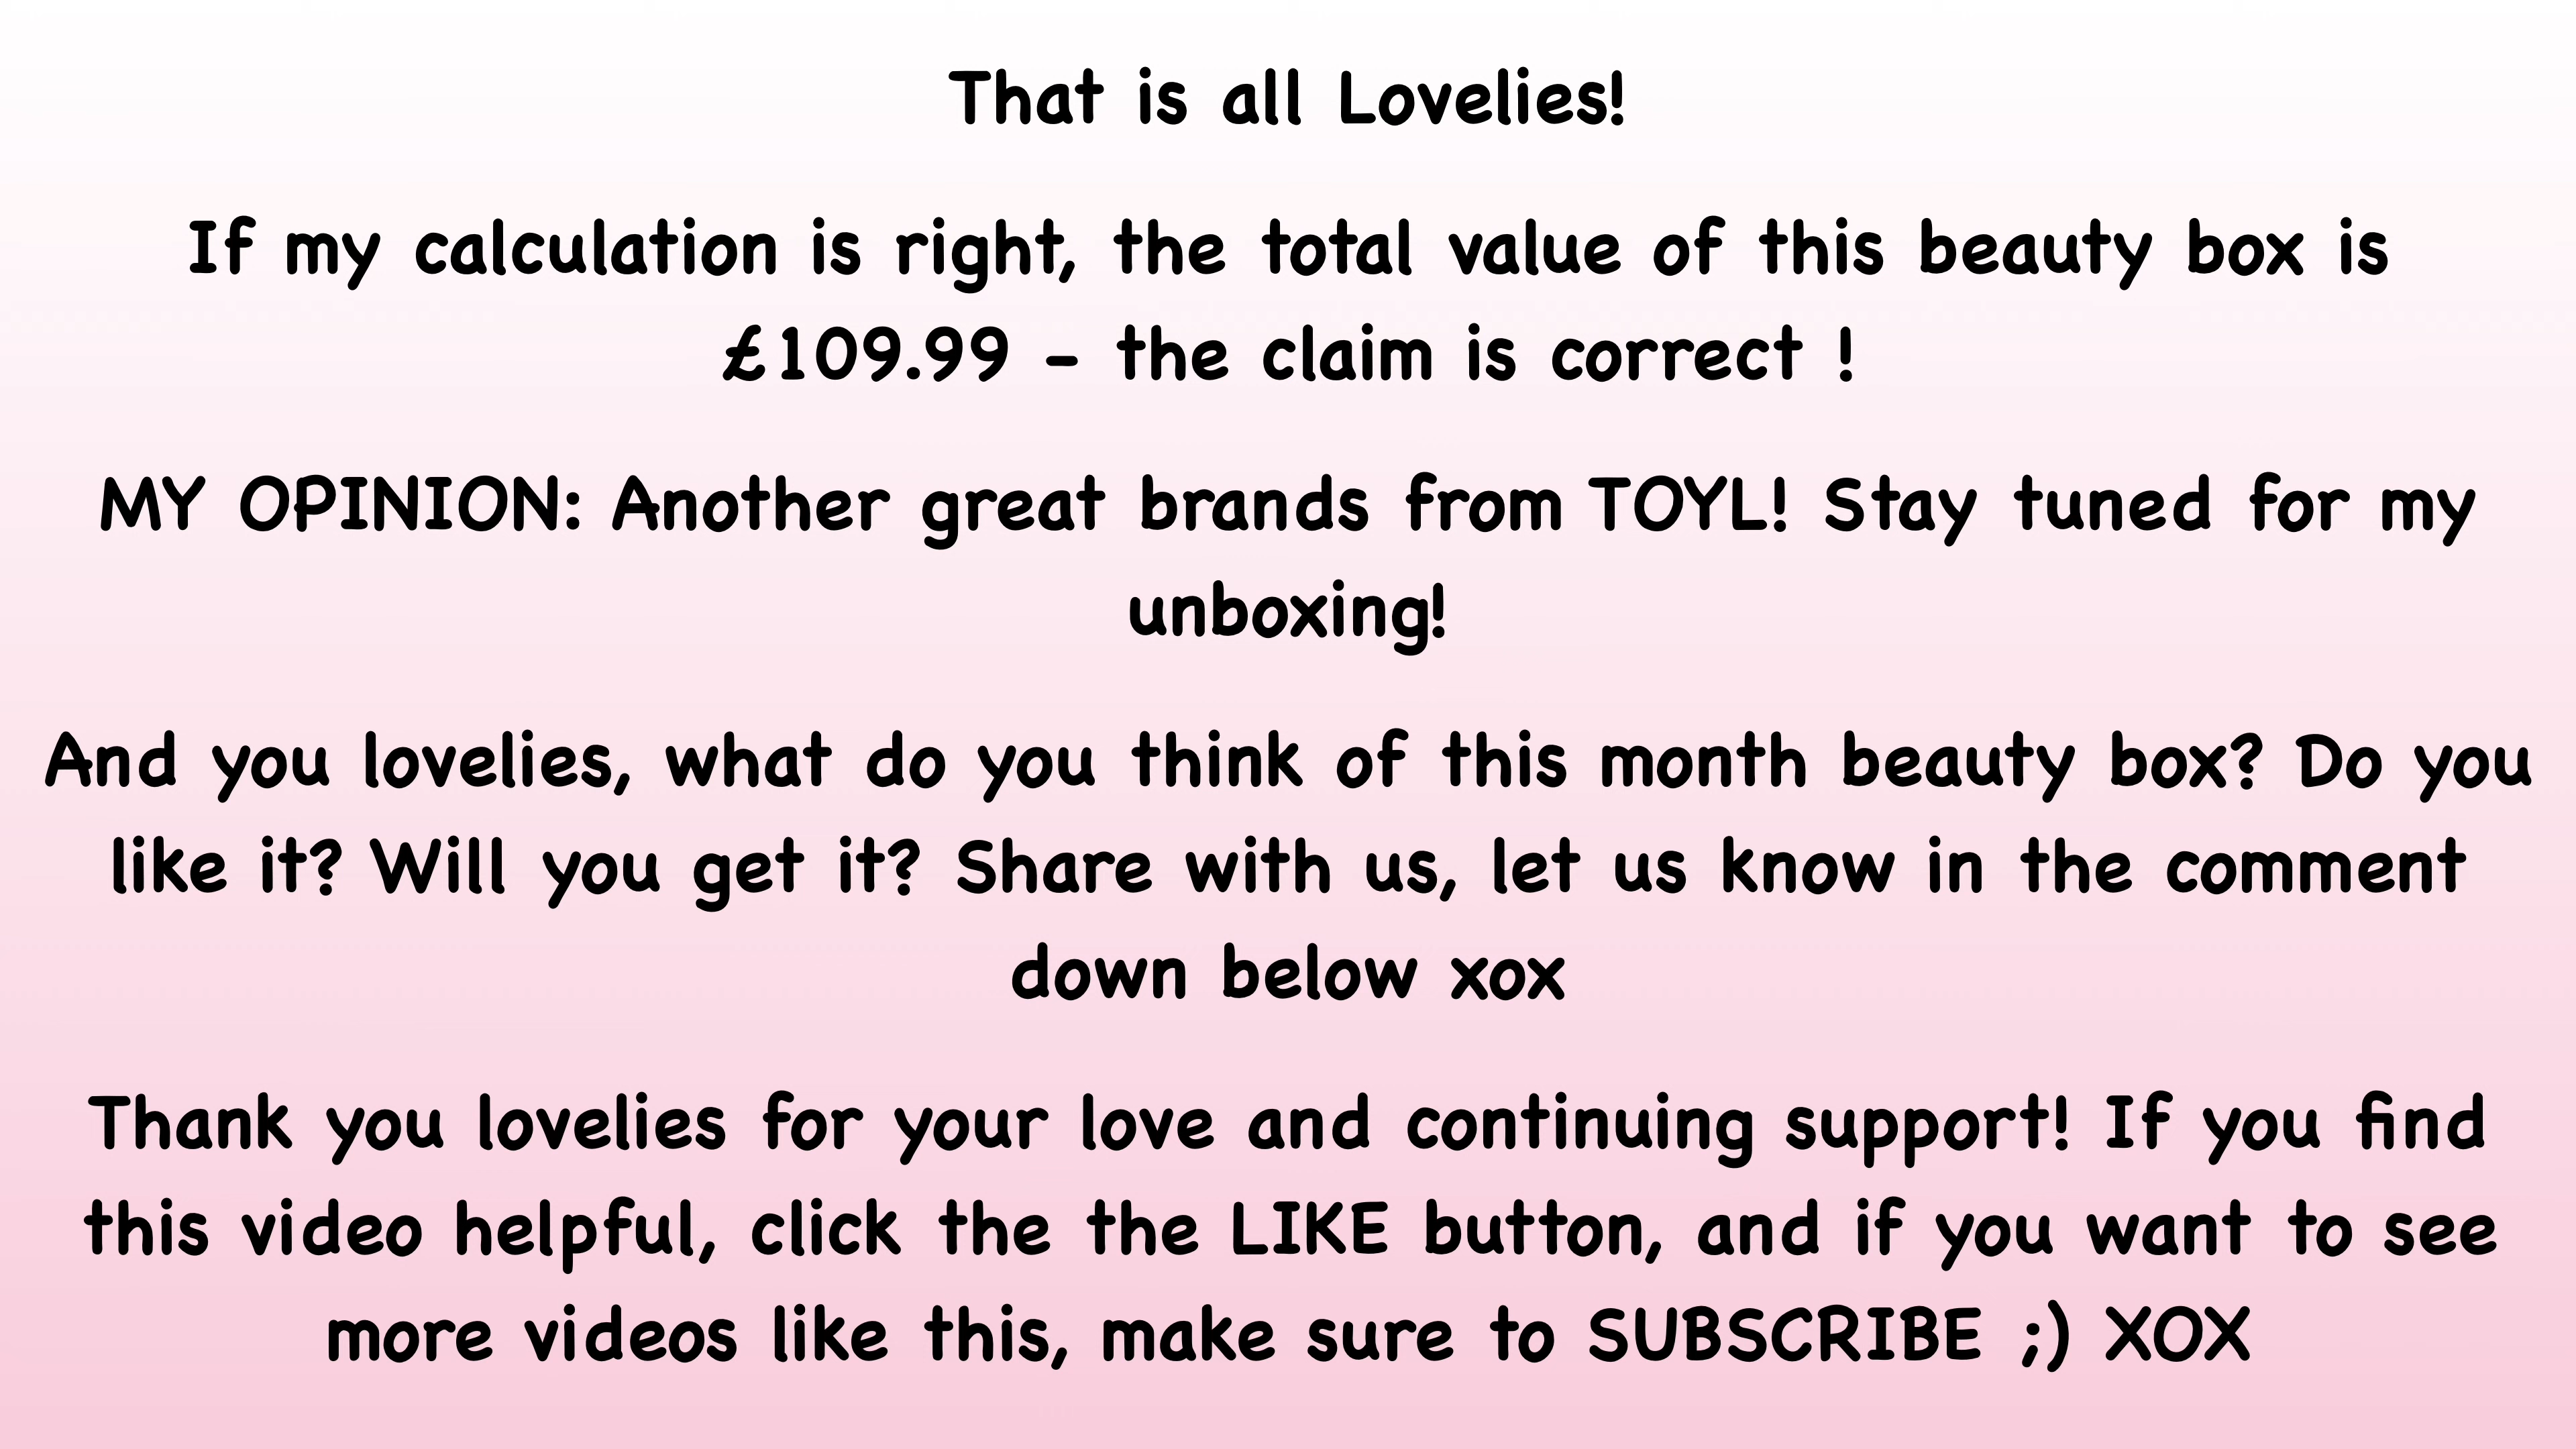 That is all Lovelies!
If my calculation is right, the total value of this beauty box is
£109.99 - the claim is correct !
MY OPINION: Another great brands from TOYL! Stay tuned for my
unboxing!
And you lovelies, what do you think of this month beauty box? Do you
like it? Will you get it? Share with us, let us know in the comment
down below xox
Thank you lovelies for your love and continuing support! If you find
this video helpful, click the the LIKE button, and if you want to see
more videos like this, make sure to SUBSCRIBE ;) XOX